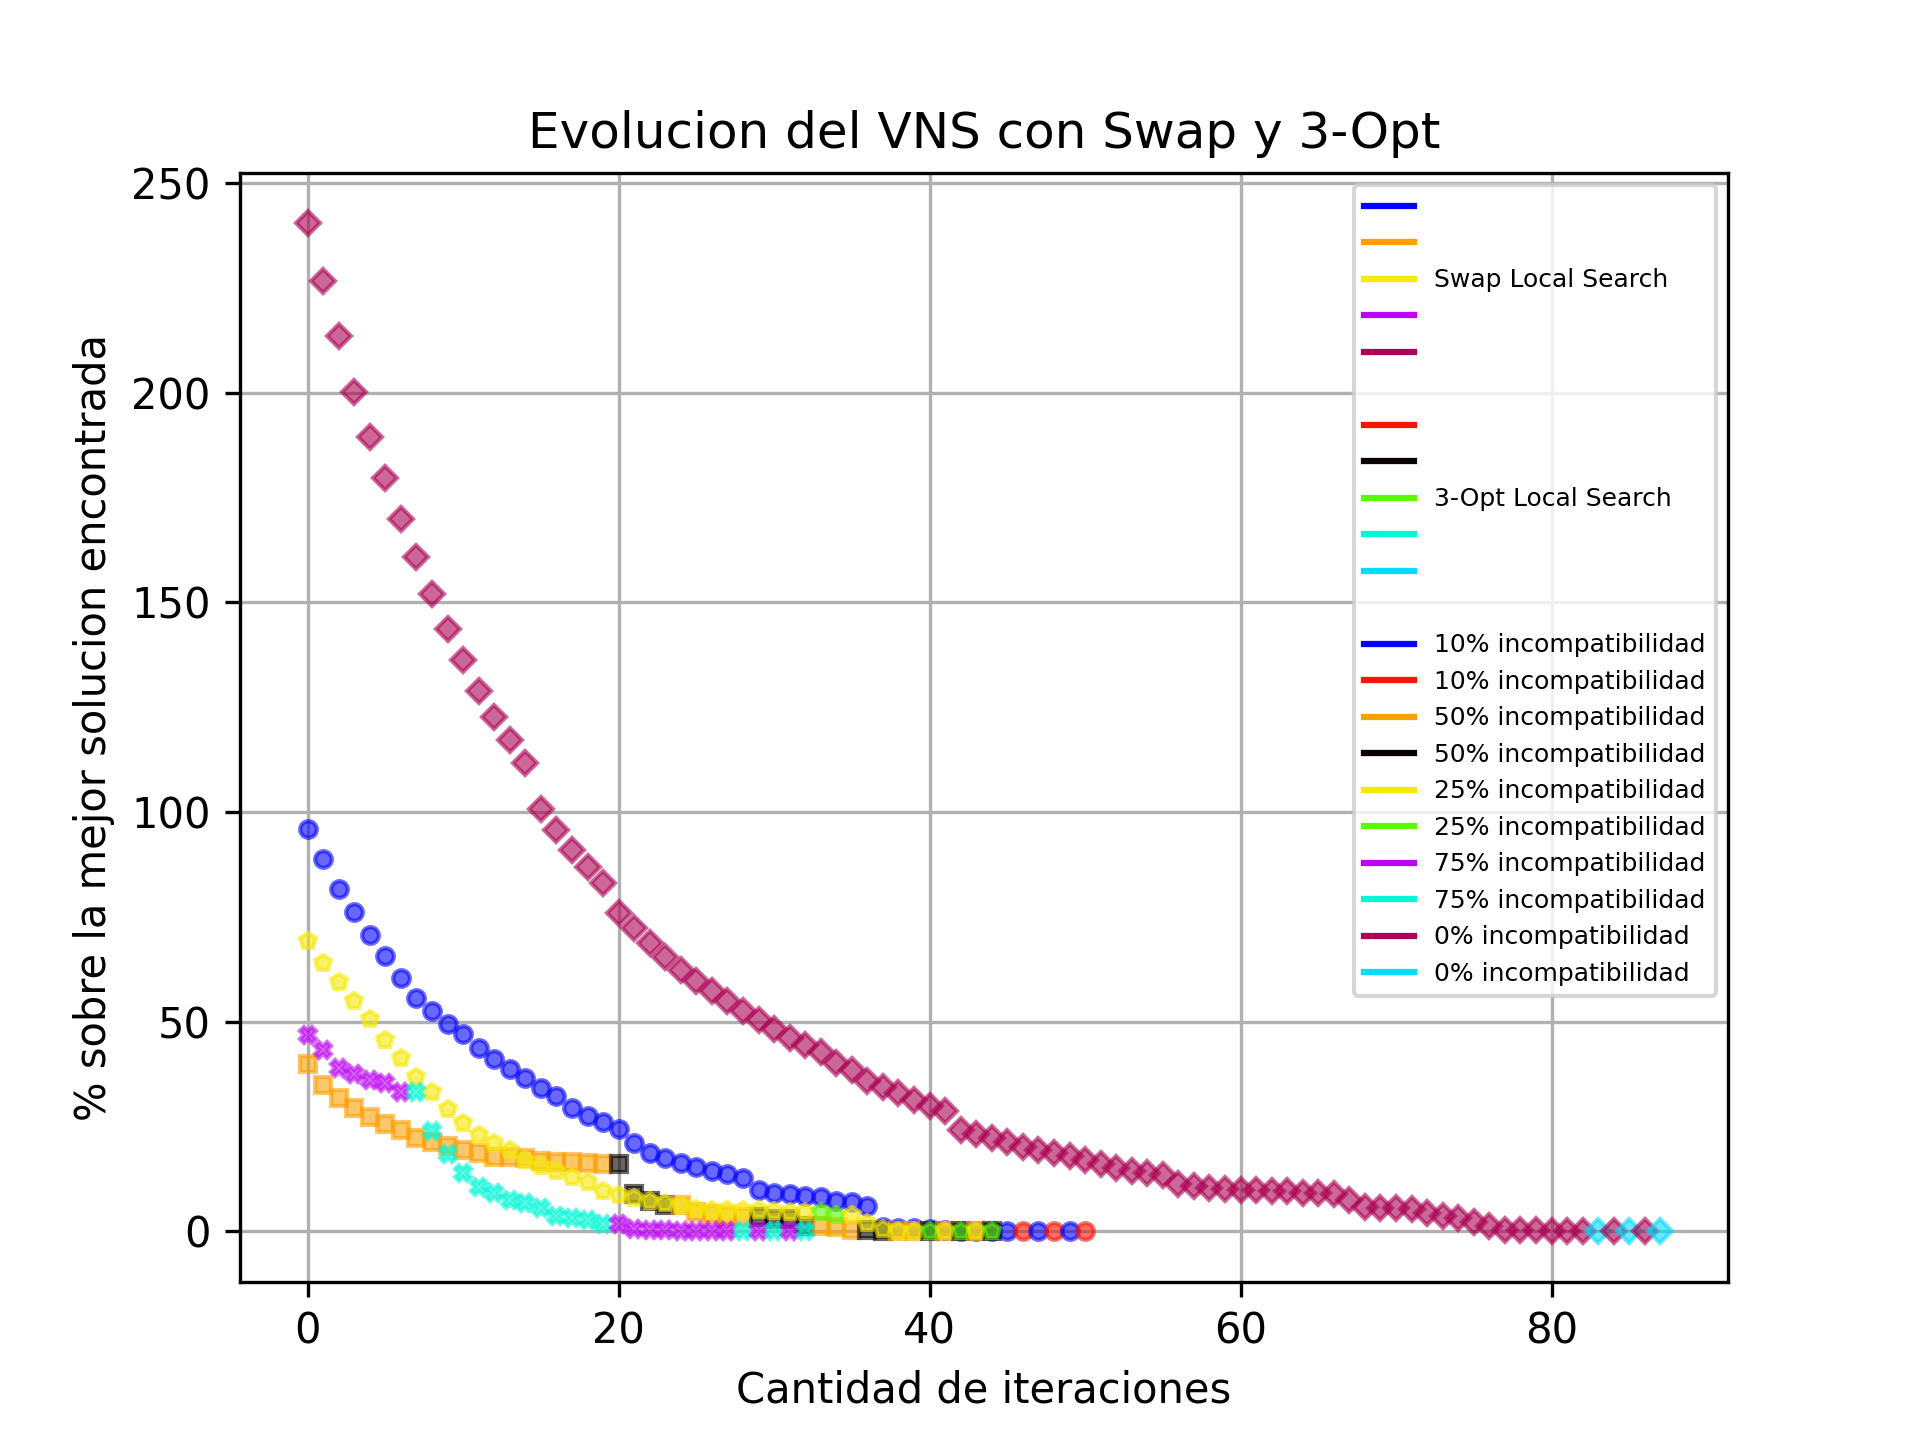 Evolucion del VNS con Swap y 3-Opt
% sobre la mejor solucion encontrada
250
200
150
100
50
0
Swap Local Search
3-Opt Local Search
10% incompatibilidad
10% incompatibilidad
50% incompatibilidad
50% incompatibilidad
25% incompatibilidad
25% incompatibilidad
75% incompatibilidad
75% incompatibilidad
0% incompatibilidad
0% incompatibilidad
0 20 40 60 80
Cantidad de iteraciones